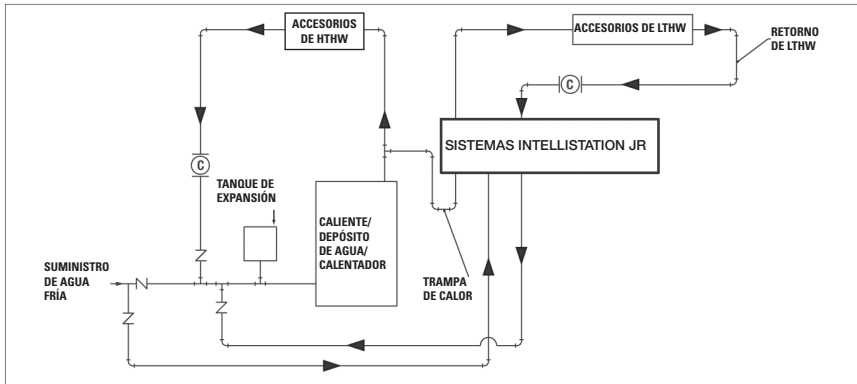 ACCESORIOS
DE HTHW
ACCESORIOS DE LTHW
RETORNO
DE LTHW
C
SISTEMAS INTELLISTATION JR
C
TANQUE DE
EXPANSIÓN
CALIENTE/
DEPÓSITO
DE AGUA/
CALENTADOR
SUMINISTRO
DE AGUA
FRÍA
TRAMPA
DE CALOR